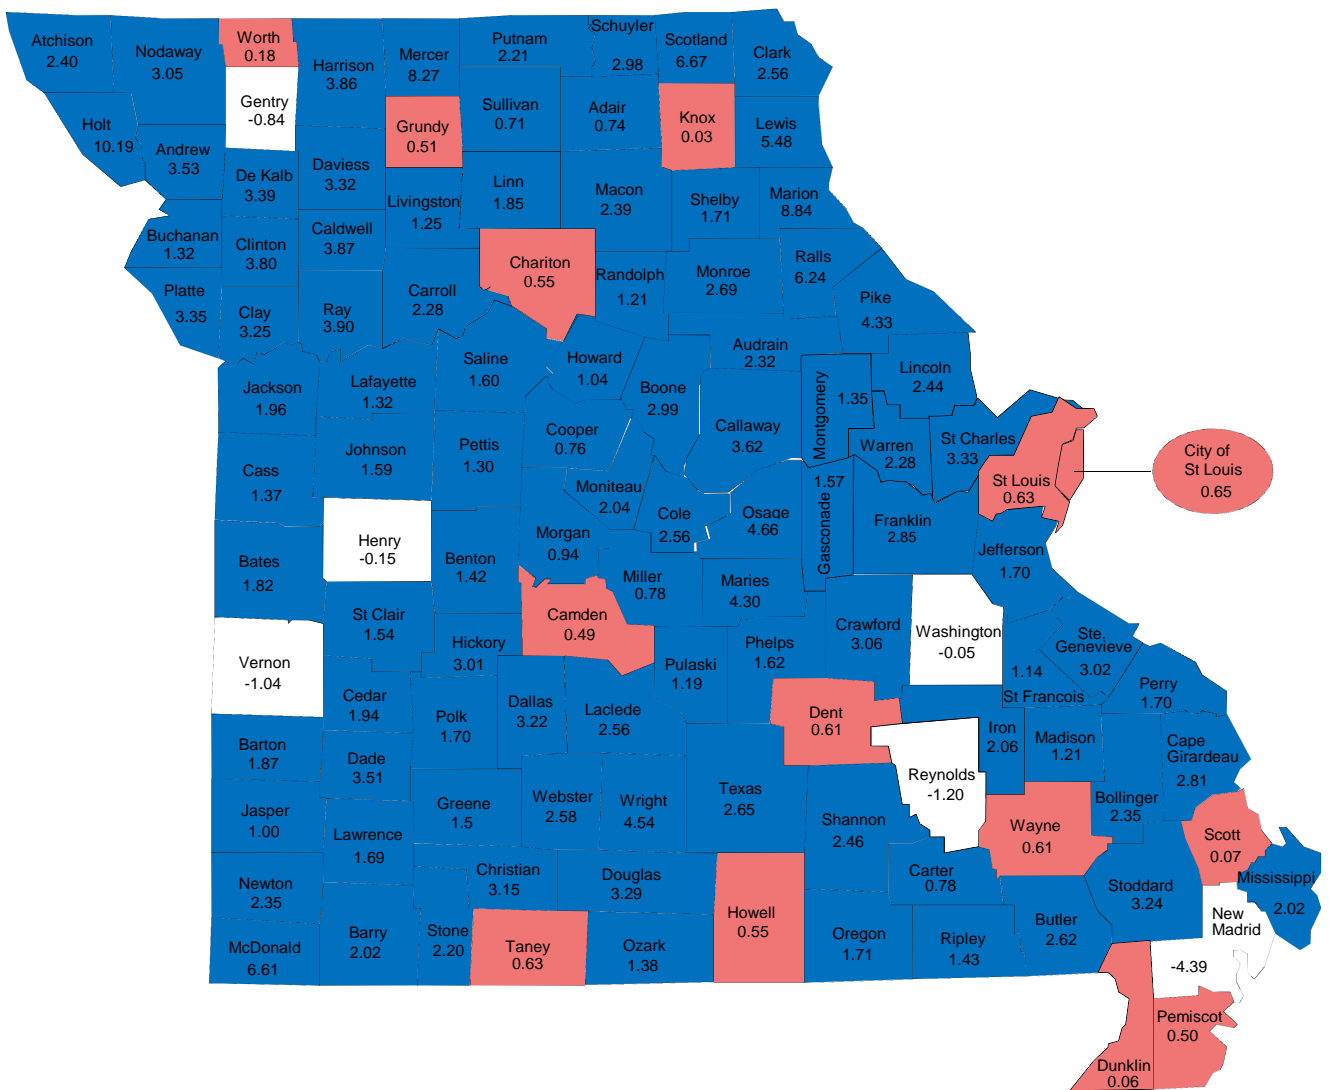 Atchison
2.40
Nodaway
3.05
Worth
0.18
Gentry
-0.84
Harrison
3.86
Mercer
8.27
Putnam
2.21
Schuyler
2.98
Scotland
6.67
Clark
2.56
Holt
10.19
Andrew
3.53
De Kalb
3.39
Daviess
3.32
Grundy
0.51
Sullivan
0.71
Adair
0.74
Knox
0.03
Lewis
5.48
Buchanan
1.32
Clinton
3.80
Caldwell
3.87
Livingston
1.25
Linn
1.85
Macon
2.39
Shelby
1.71
Marion
8.84
Platte
3.35
Clay
3.25
Ray
3.90
Carroll
2.28
Chariton
0.55
Randolph
1.21
Monroe
2.69
Ralls
6.24
Pike
4.33
Jackson
1.96
Lafayette
1.32
Saline
1.60
Howard
1.04
Boone
2.99
Audrain
2.32
Callaway
3.62
Montgomery
1.35
Lincoln
2.44
Warren
2.28
St Charles
3.33
St Louis
0.63
City of
St Louis
0.65
Cass
1.37
Johnson
1.59
Pettis
1.30
Cooper
0.76
Moniteau
2.04
Cole
2.56
Osage
4.66
Gasconade
1.57
Franklin
2.85
Jefferson
1.70
Bates
1.82
Henry
-0.15
Benton
1.42
Morgan
0.94
Miller
0.78
Maries
4.30
Camden
0.49
Vernon
-1.04
St Clair
1.54
Hickory
3.01
Pulaski
1.19
Phelps
1.62
Crawford
3.06
Washington
-0.05
1.14
St Francois
Ste.
Genevieve
3.02
Perry
1.70
Cedar
1.94
Polk
1.70
Dallas
3.22
Laclede
2.56
Dent
0.61
Iron
2.06
Madison
1.21
Cape
Girardeau
2.81
Barton
1.87
Dade
3.51
Greene
1.5
Webster
2.58
Wright
4.54
Texas
2.65
Shannon
2.46
Reynolds
-1.20
Wayne
0.61
Bollinger
2.35
Scott
0.07
Mississippi
2.02
Jasper
1.00
Lawrence
1.69
Christian
3.15
Douglas
3.29
Howell
0.55
Carter
0.78
Stoddard
3.24
New
Madrid
-4.39
Newton
2.35
McDonald
6.61
Barry
2.02
Stone
2.20
Taney
0.63
Ozark
1.38
Oregon
1.71
Ripley
1.43
Butler
2.62
Dunklin
0.06
Pemiscot
0.50